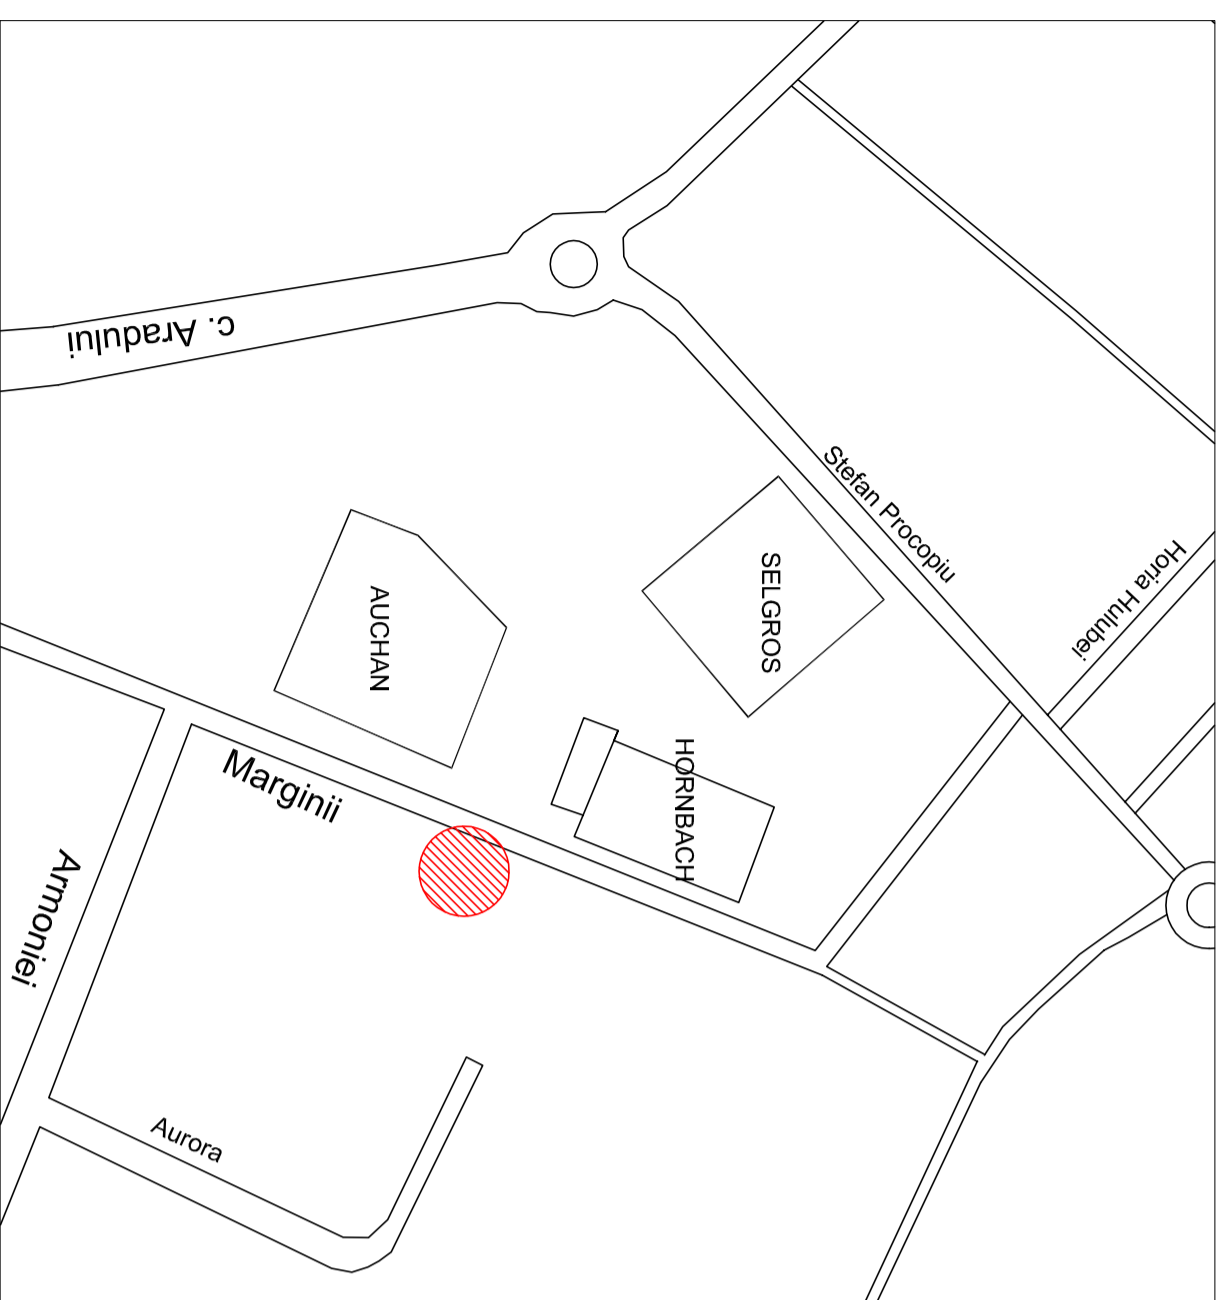 c. Aradului
Stefan Procopiu
Horia Hulubei
SELGROS
AUCHAN
HORNBACH
Marginii
Armoniei
Aurora